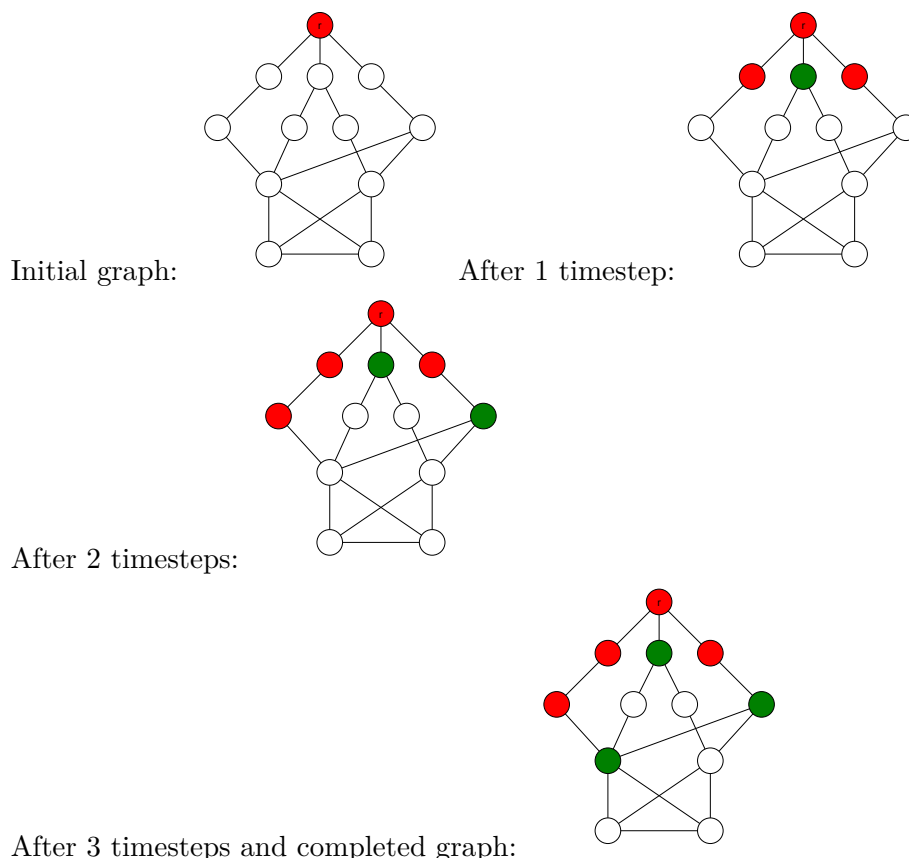 r
r
Initial graph:
After 1 timestep:
r
After 2 timesteps:
r
After 3 timesteps and completed graph: